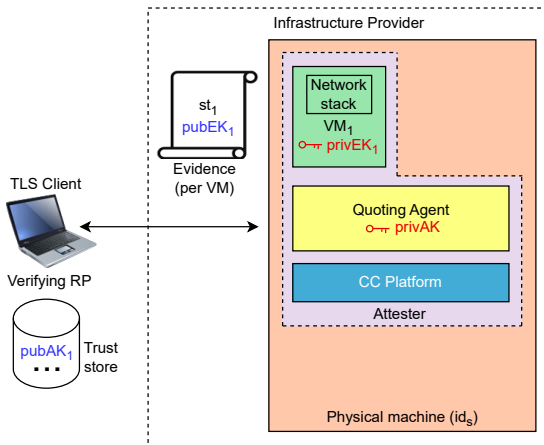 Infrastructure Provider
Network
stack
VM1
privEK1
st1
pubEK1
Evidence
(per VM)
TLS Client
Quoting Agent
privAK
Verifying RP
CC Platform
Attester
pubAK1
...
Trust
store
Physical machine (ids)